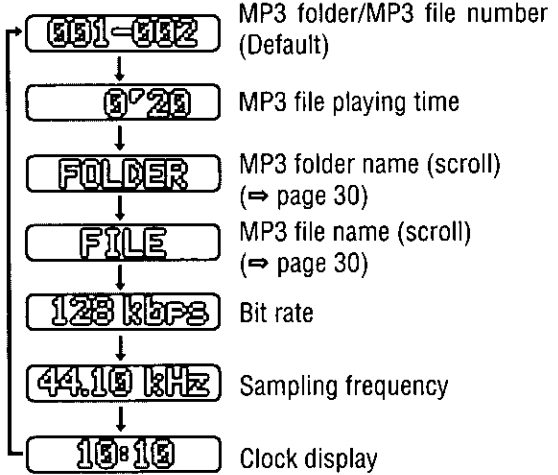 001-002
MP3 folder/MP3 file number
(Default)
0'20
MP3 file playing time
FOLDER
MP3 folder name (scroll)
(⇒ page 30)
FILE
MP3 file name (scroll)
(⇒ page 30)
128 kbps
Bit rate
44.10 kHz
Sampling frequency
10:10
Clock display